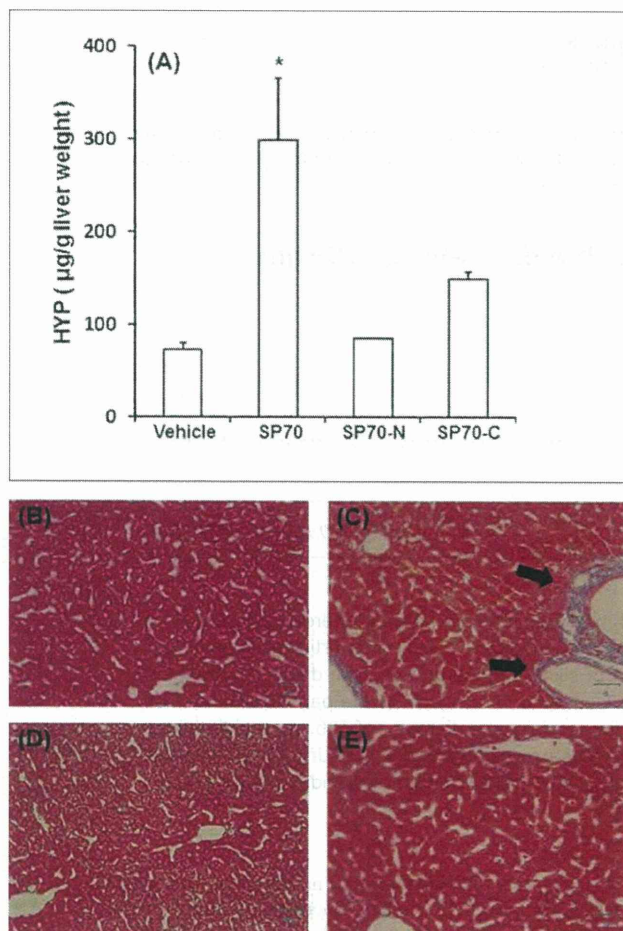 (A)
*
HYP ( µg/g liver weight)
400
300
200
100
0
Vehicle SP70 SP70-N SP70-C
(B)
(C)
(D)
(E)